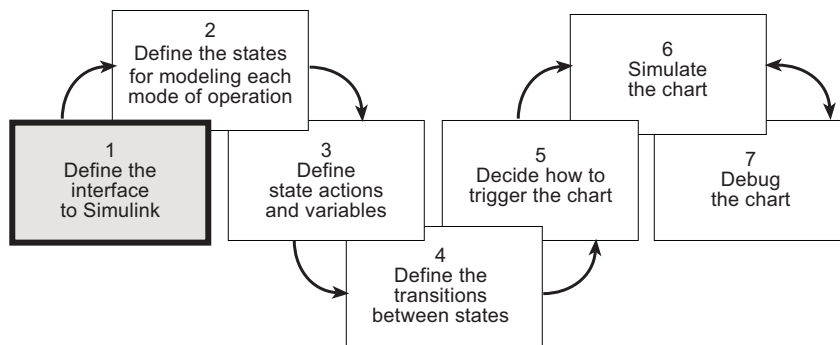 1
Define the
interface
to Simulink
2
Define the states
for modeling each
mode of operation
3
Define
state actions
and variables
4
Define the
transitions
between states
5
Decide how to
trigger the chart
6
Simulate
the chart
7
Debug
the chart